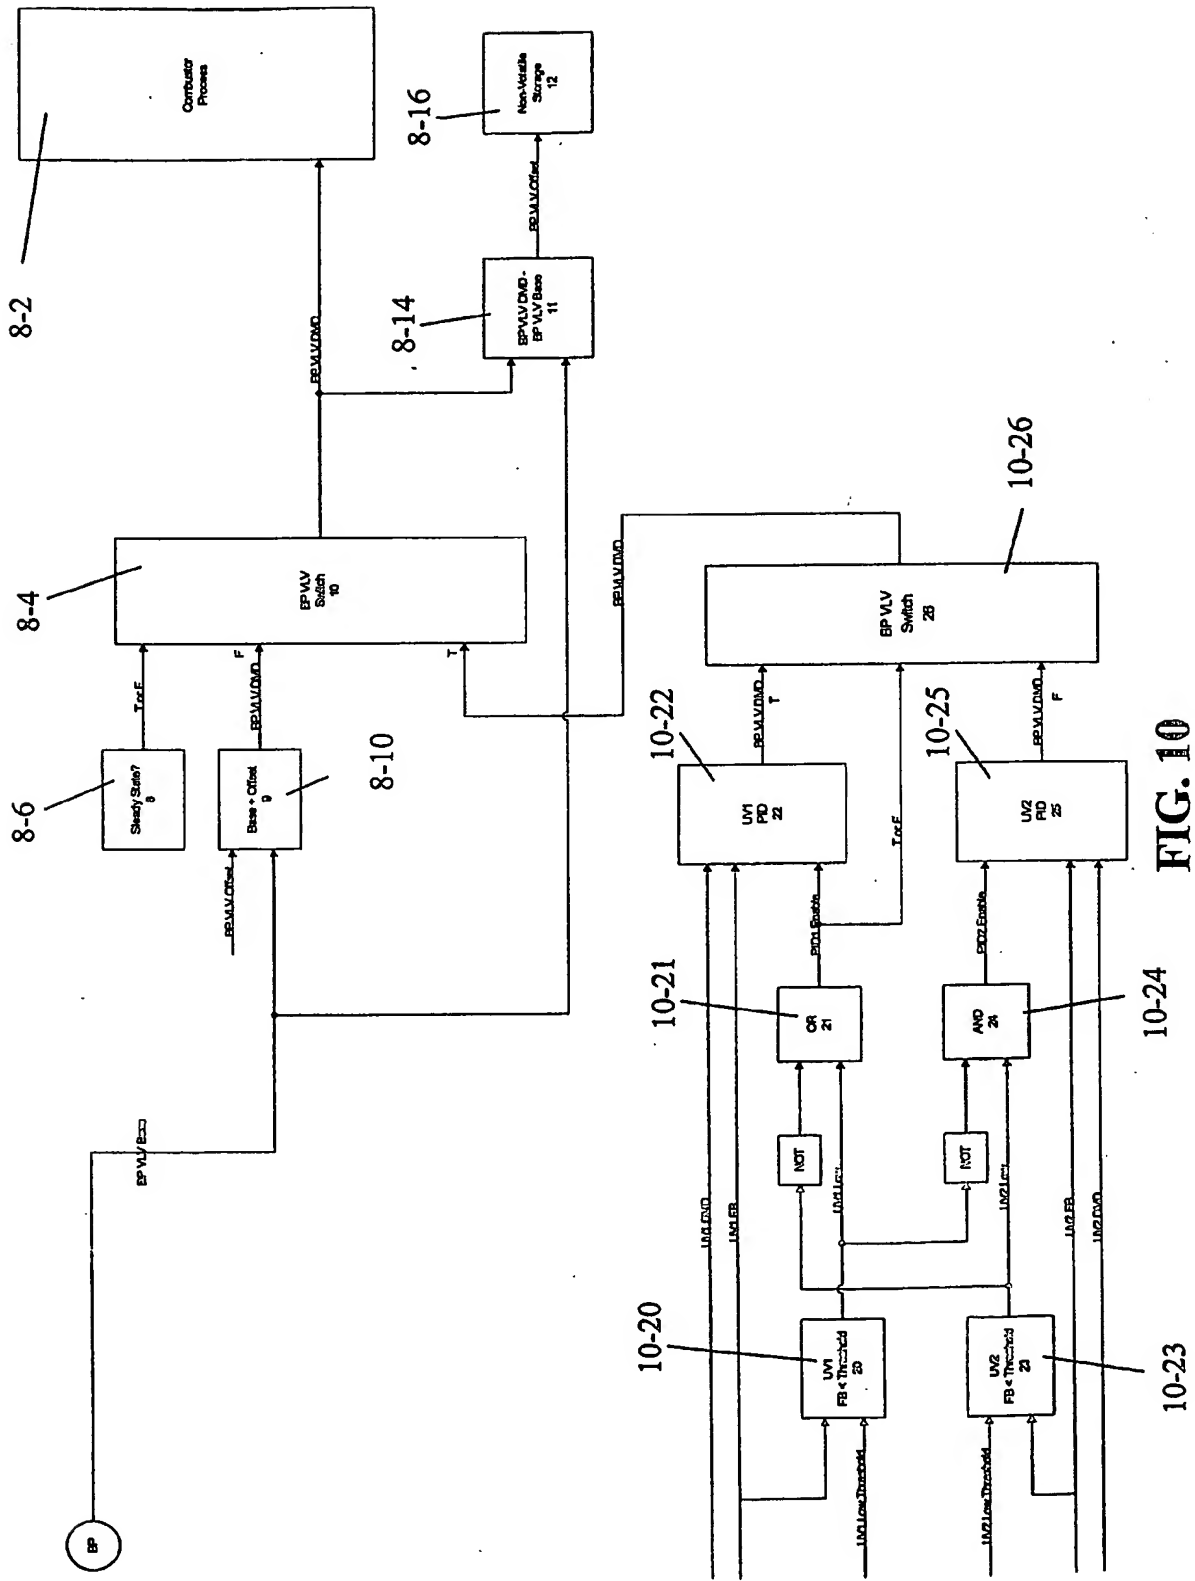 8-2
Combustor
Process
8-16
Non-Volatile
Storage
12
BP VLV Offset
8-14
BP VLV DMD -
BP VLV Base
11
BP VLV DMD
8-4
BP VLV
Switch
10
T or F
F
BP VLV DMD
T
BP VLV DMD
8-6
Steady State?
8
Base + Offset
9
8-10
BP VLV Offset
BP
10-26
BP VLV
Switch
26
BP VLV DMD
T
T or F
BP VLV DMD
F
10-22
UV1
PID
22
10-25
UV2
PID
25
PID1 Enable
PID2 Enable
10-21
OR
21
10-24
AND
24
NOT
NOT
UV1 DMD
UV1 FB
UV1 Low
UV2 Low
UV2 FB
UV2 DMD
10-20
UV1
FB < Threshold
20
10-23
UV2
FB < Threshold
23
UV1 Low Threshold
UV2 Low Threshold
FIG. 10